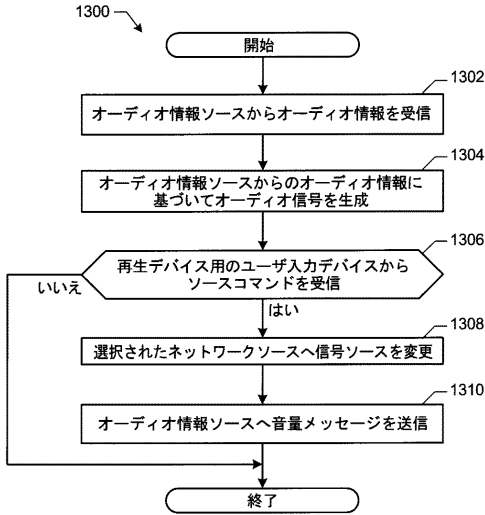 1300
開始
1302
オーディオ情報ソースからオーディオ情報を受信
1304
オーディオ情報ソースからのオーディオ情報に
基づいてオーディオ信号を生成
1306
再生デバイス用のユーザ入力デバイスから
ソースコマンドを受信
いいえ
はい
1308
選択されたネットワークソースへ信号ソースを変更
1310
オーディオ情報ソースへ音量メッセージを送信
終了